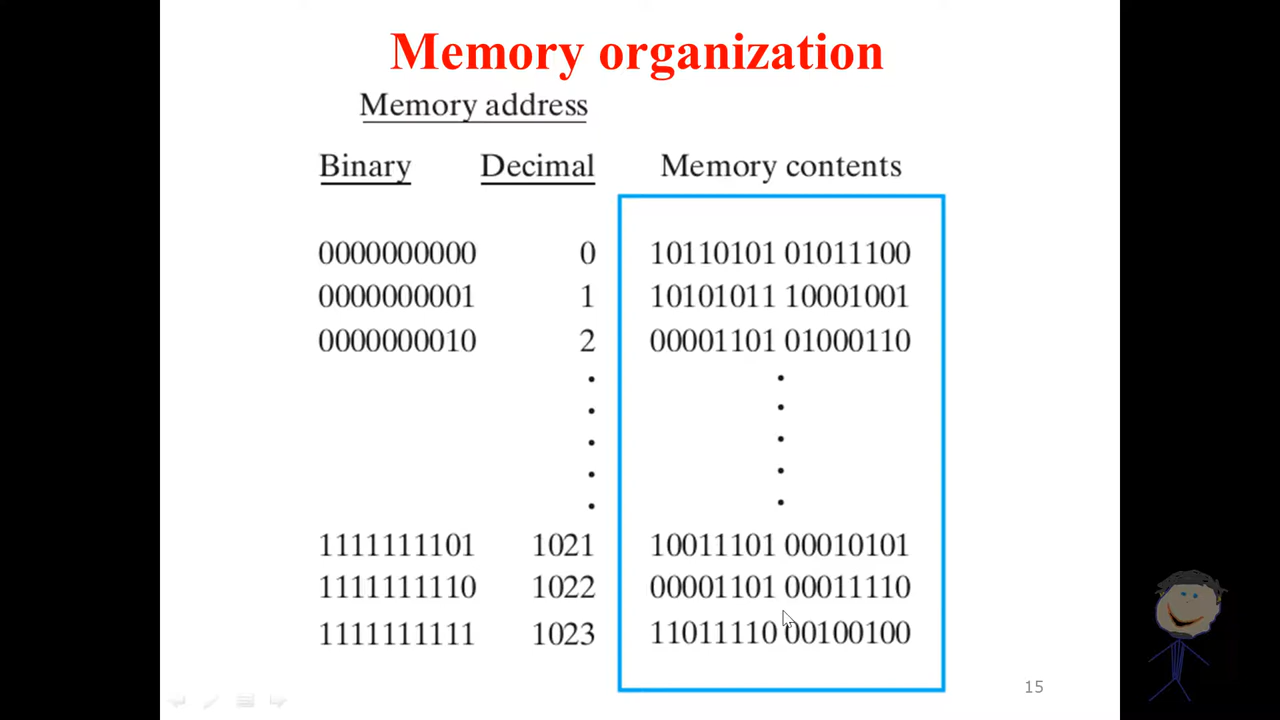 Memory organization
Memory address
Binary Decimal Memory contents
0000000000 0 10110101 01011100
0000000001 1 10101011 10001001
0000000010 2 00001101 01000110
1111111101 1021 10011101 00010101
1111111110 1022 00001101 00011110
1111111111 1023 11011110 00100100
15